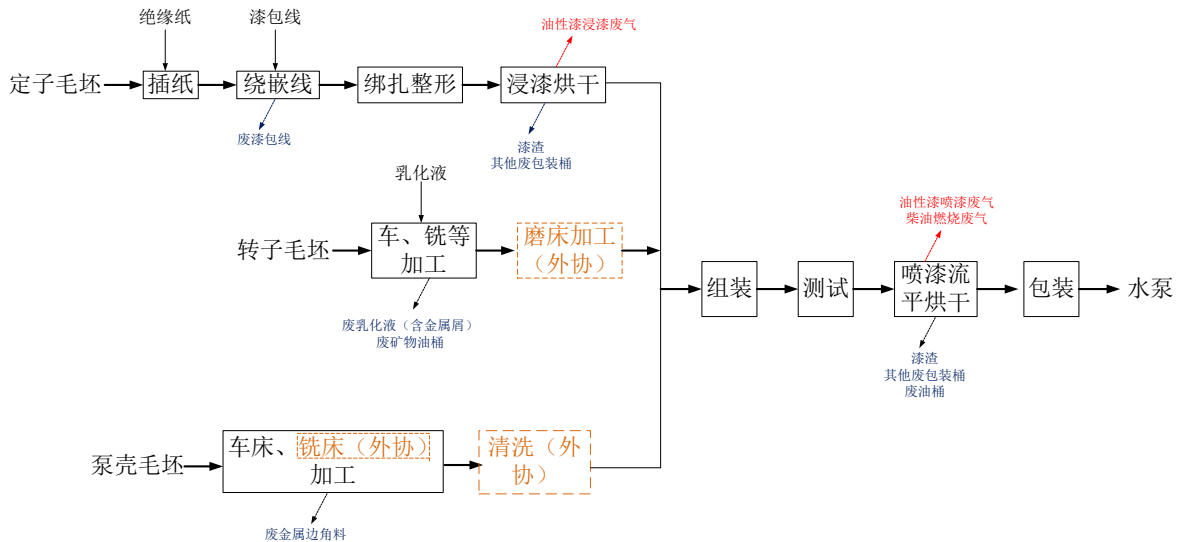 绝缘纸
漆包线
油性漆浸漆废气
定子毛坯
插纸
绕嵌线
绑扎整形
浸漆烘干
废漆包线
漆渣
其他废包装桶
乳化液
转子毛坯
车、铣等
加工
磨床加工
（外协）
废乳化液（含金属屑）
废矿物油桶
油性漆喷漆废气
柴油燃烧废气
组装
测试
喷漆流
平烘干
包装
水泵
漆渣
其他废包装桶
废油桶
泵壳毛坯
车床、铣床（外协）
加工
清洗（外
协）
废金属边角料